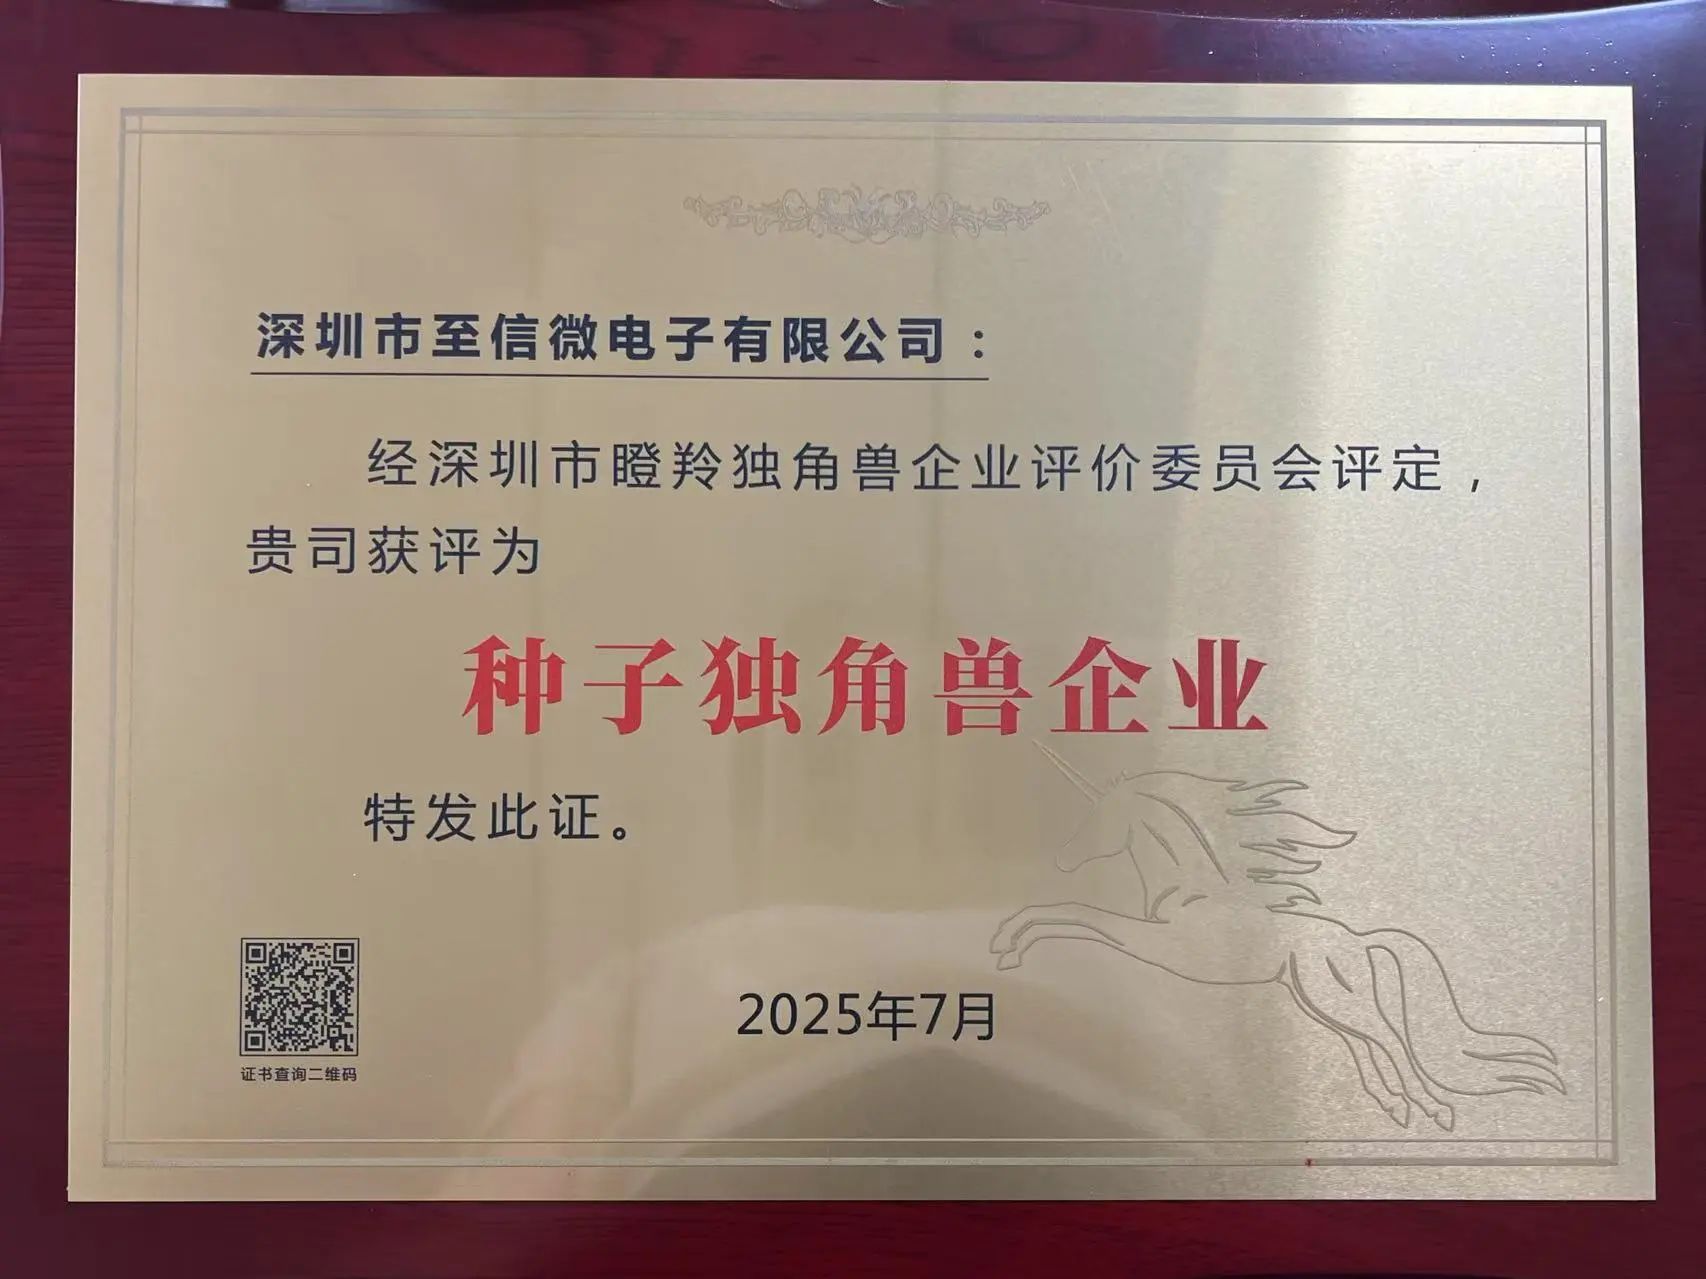 深圳市至信微电子有限公司：
经深圳市瞪羚独角兽企业评价委员会评定，
贵司获评为
种子独角兽企业
特发此证。
2025年7月
证书查询二维码